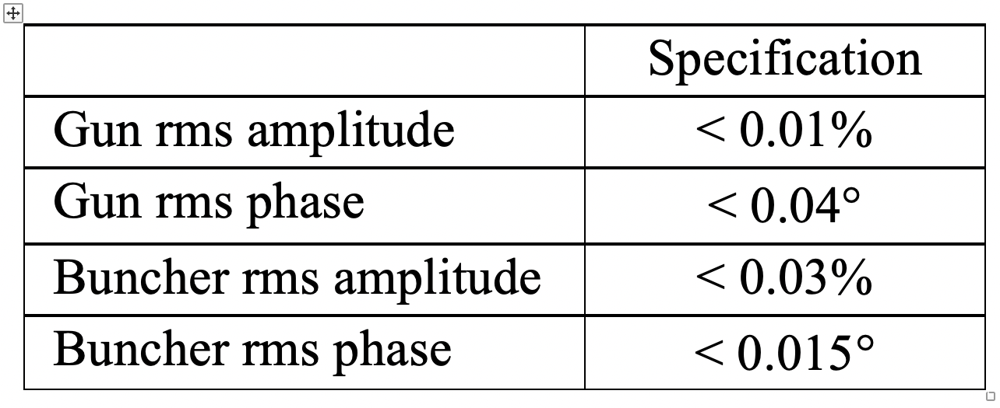 Specification
Gun rms amplitude < 0.01%
Gun rms phase < 0.04°
Buncher rms amplitude < 0.03%
Buncher rms phase < 0.015°